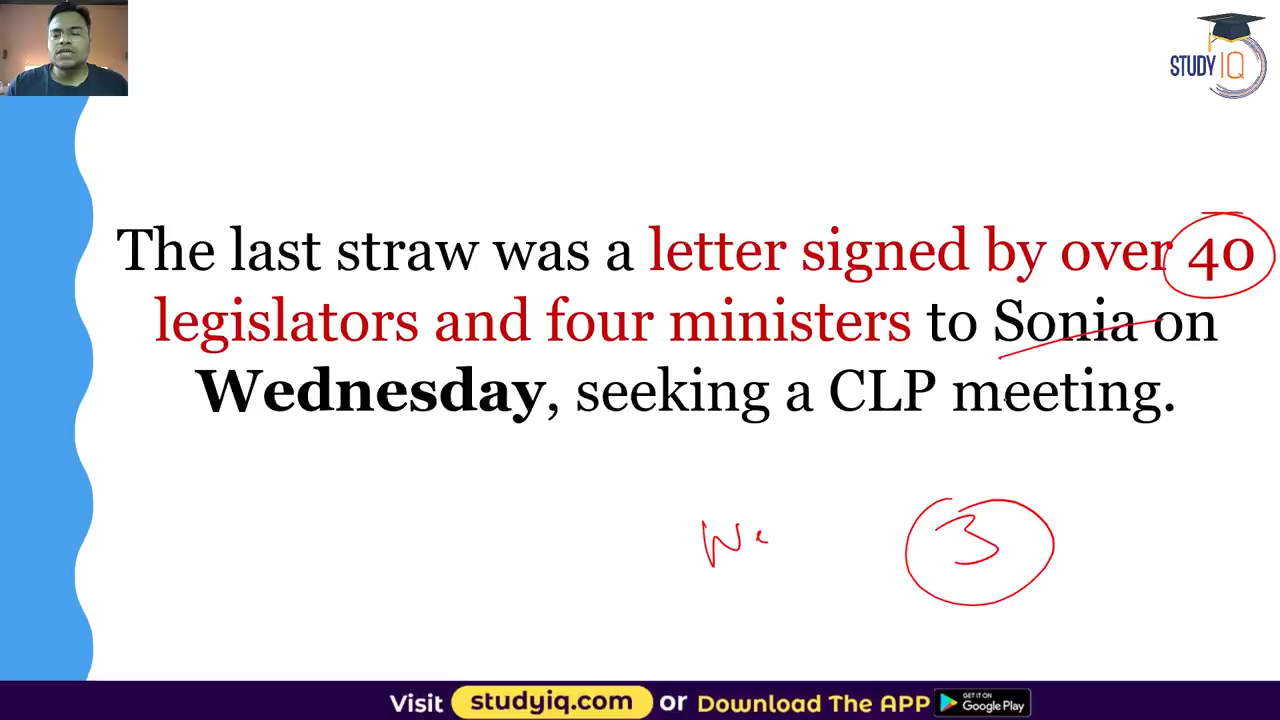 STUDY IQ
The last straw was a letter signed by over 40
legislators and four ministers to Sonia on
Wednesday, seeking a CLP meeting.
We
3
Visit studyiq.com or Download The APP GET IT ON Google Play